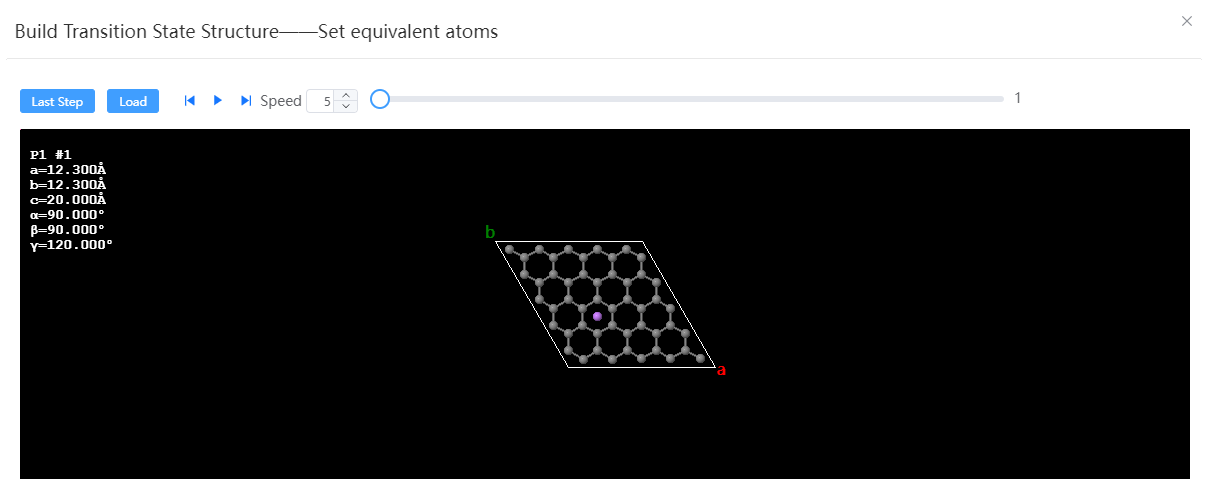 Build Transition State Structure——Set equivalent atoms
Last Step Load Speed 5 1
P1 #1
a=12.300Å
b=12.300Å
c=20.000Å
α=90.000°
β=90.000°
γ=120.000°
b
a